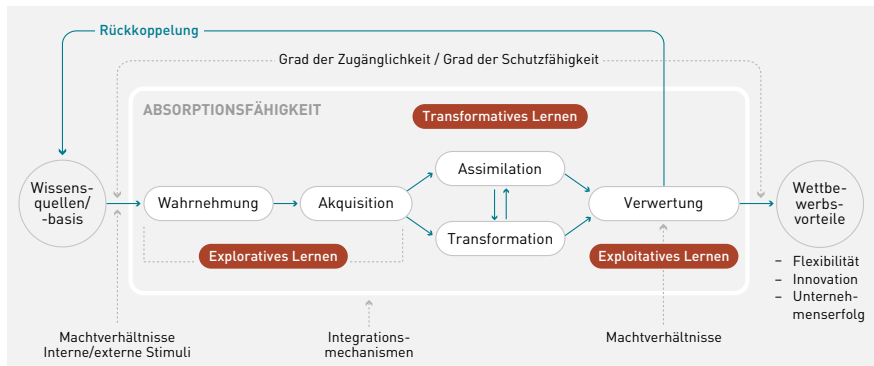 Rückkoppelung
Grad der Zugänglichkeit / Grad der Schutzfähigkeit
ABSORPTIONSFÄHIGKEIT
Transformatives Lernen
Wissens-
quellen/
-basis
Wahrnehmung
Akquisition
Assimilation
Transformation
Verwertung
Wettbe-
werbs-
vorteile
Exploratives Lernen
Exploitatives Lernen
– Flexibilität
– Innovation
– Unterneh-
menserfolg
Machtverhältnisse
Interne/externe Stimuli
Integrations-
mechanismen
Machtverhältnisse